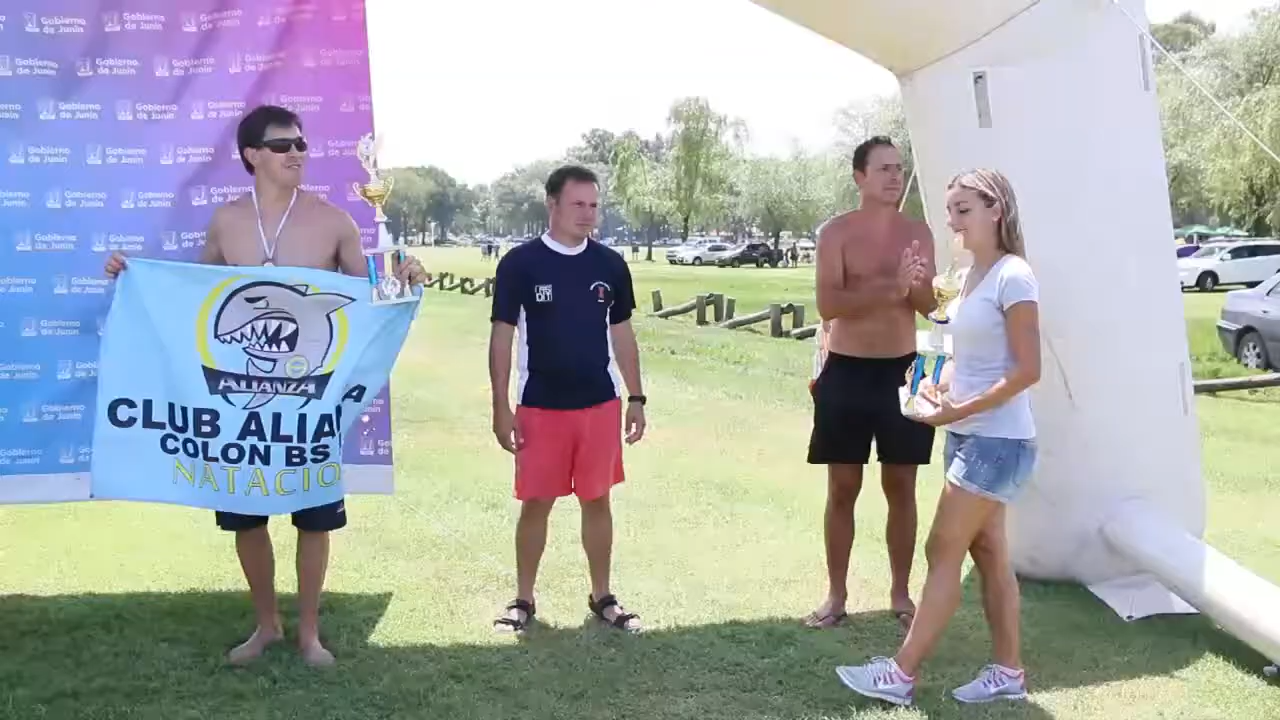 Gobierno
de Junín
ALIANZA
CLUB ALIA
COLON BS
NATACIO